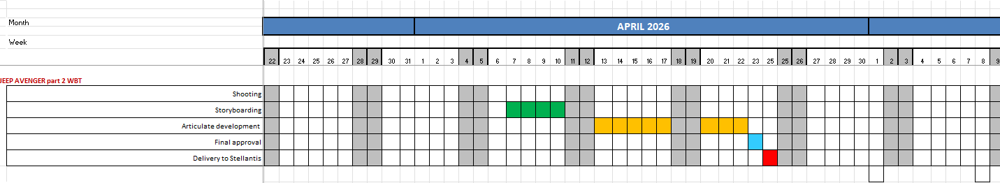 Month
APRIL 2026
Week
22 23 24 25 26 27 28 29 30 31 1 2 3 4 5 6 7 8 9 10 11 12 13 14 15 16 17 18 19 20 21 22 23 25 25 26 27 28 29 30 1 2 3 4 5 6 7 8 9
JEEP AVENGER part 2 WBT
Shooting
Storyboarding
Articulate development
Final approval
Delivery to Stellantis